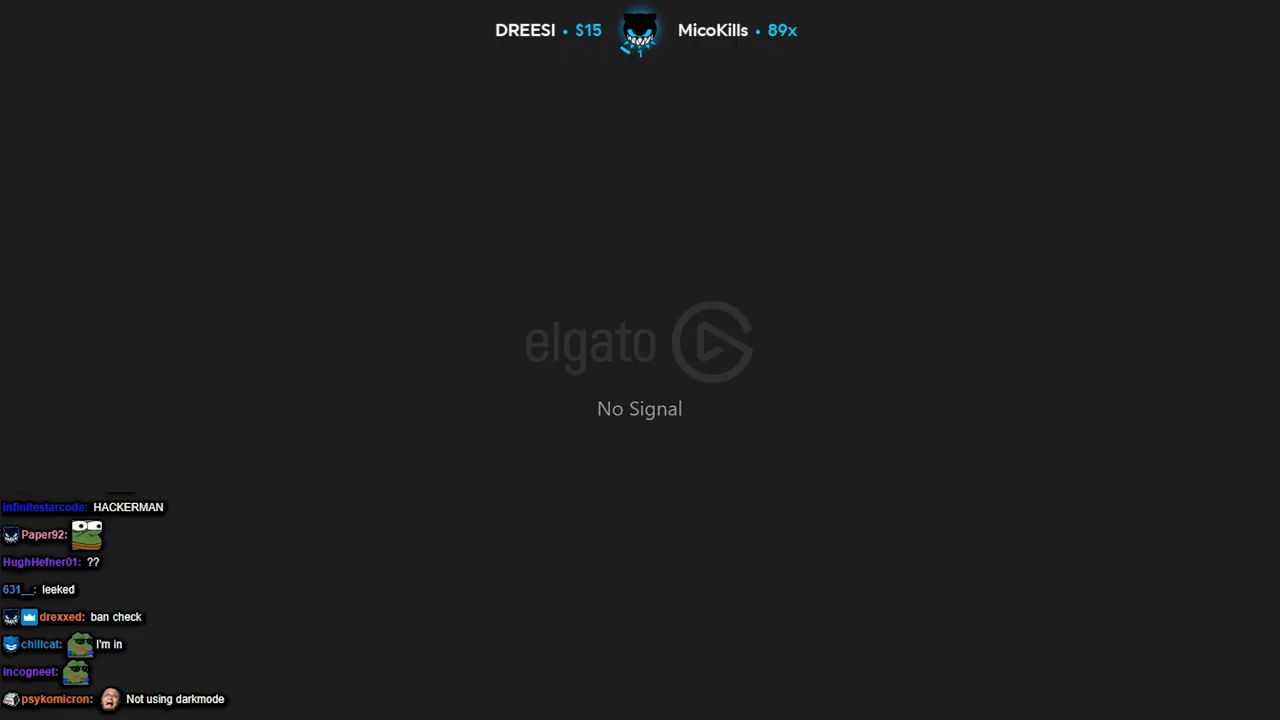 DREESI • $15 MicoKills • 89x
1
elgato
No Signal
infinitestarcode: HACKERMAN
Paper92:
HughHefner01: ??
631__: leeked
drexxed: ban check
chillcat: I'm in
incogneet:
psykomicron: Not using darkmode